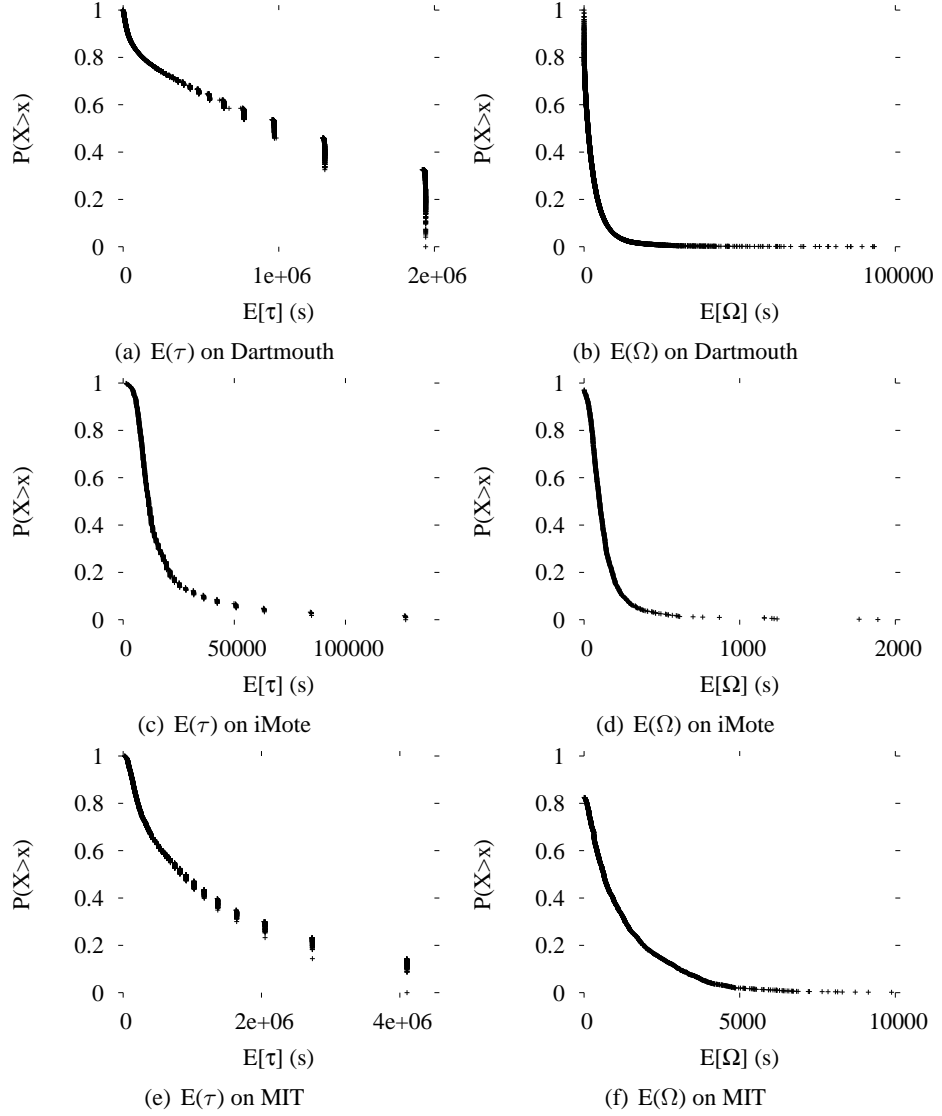 1
0.8
0.6
0.4
0.2
0
P(X>x)
0
1e+06
2e+06
E[τ] (s)
(a) E(τ) on Dartmouth
1
0.8
0.6
0.4
0.2
0
P(X>x)
0
100000
E[Ω] (s)
(b) E(Ω) on Dartmouth
1
0.8
0.6
0.4
0.2
0
P(X>x)
0
50000
100000
E[τ] (s)
(c) E(τ) on iMote
1
0.8
0.6
0.4
0.2
0
P(X>x)
0
1000
2000
E[Ω] (s)
(d) E(Ω) on iMote
1
0.8
0.6
0.4
0.2
0
P(X>x)
0
2e+06
4e+06
E[τ] (s)
(e) E(τ) on MIT
1
0.8
0.6
0.4
0.2
0
P(X>x)
0
5000
10000
E[Ω] (s)
(f) E(Ω) on MIT